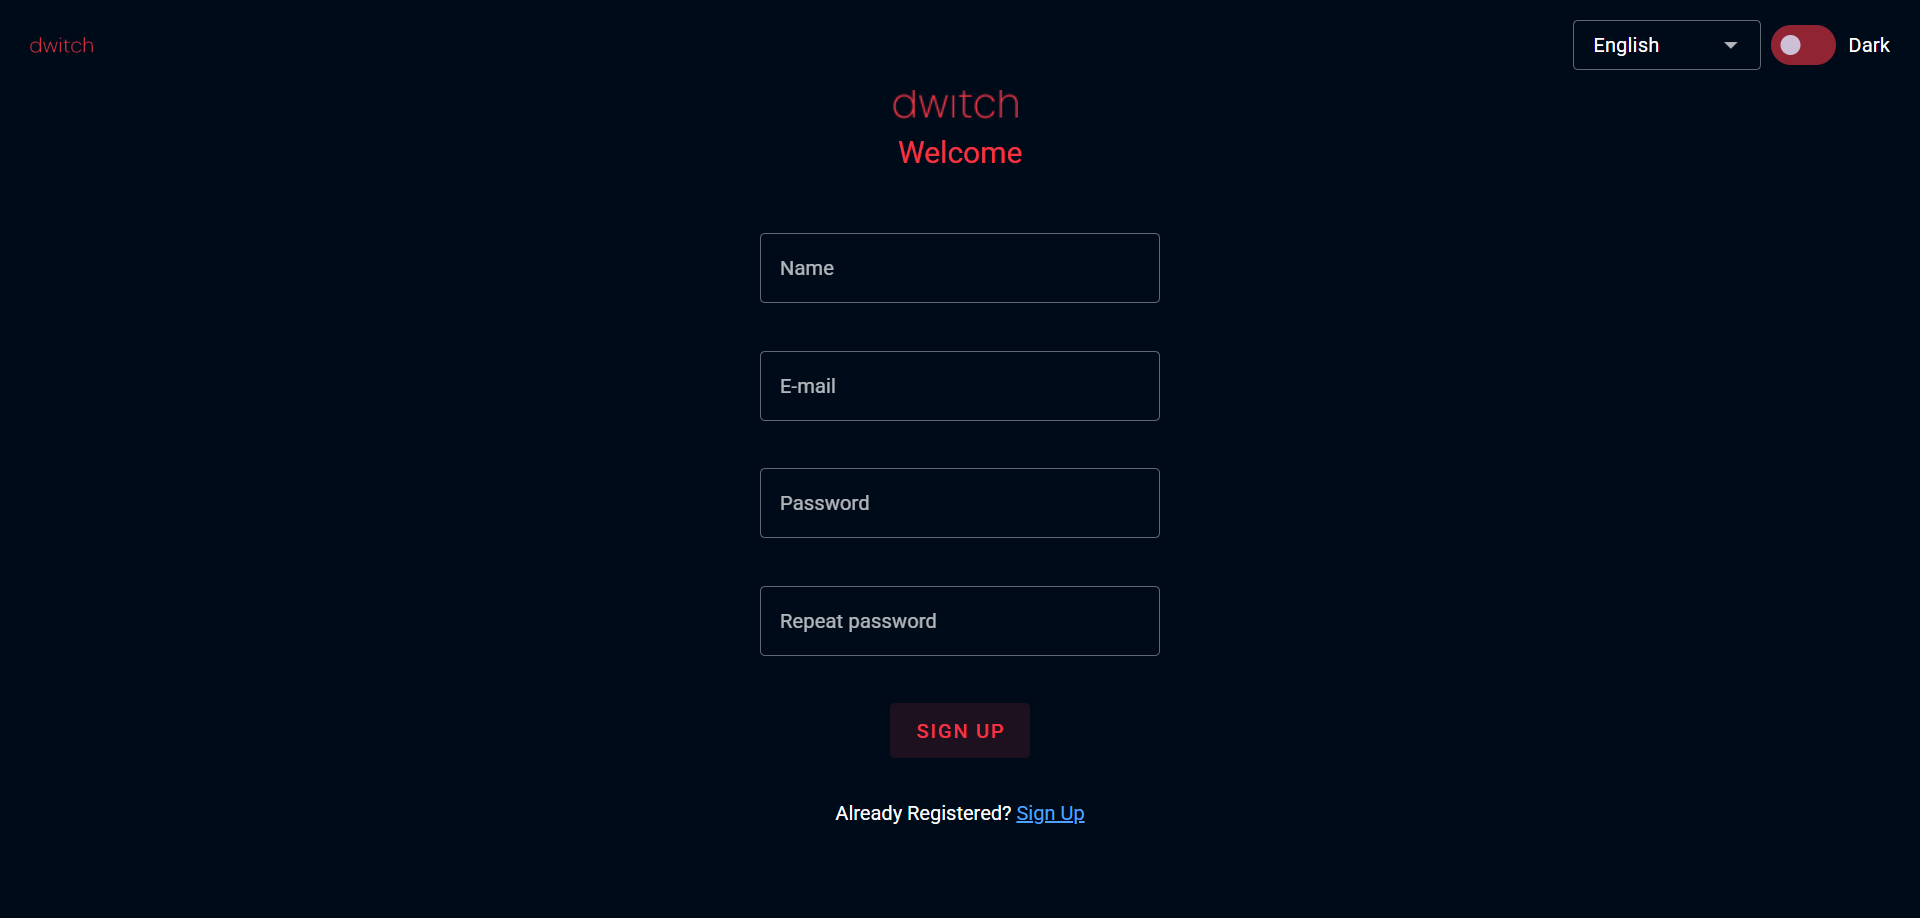 dwitch
English
Dark
dwitch
Welcome
Name
E-mail
Password
Repeat password
SIGN UP
Already Registered? Sign Up